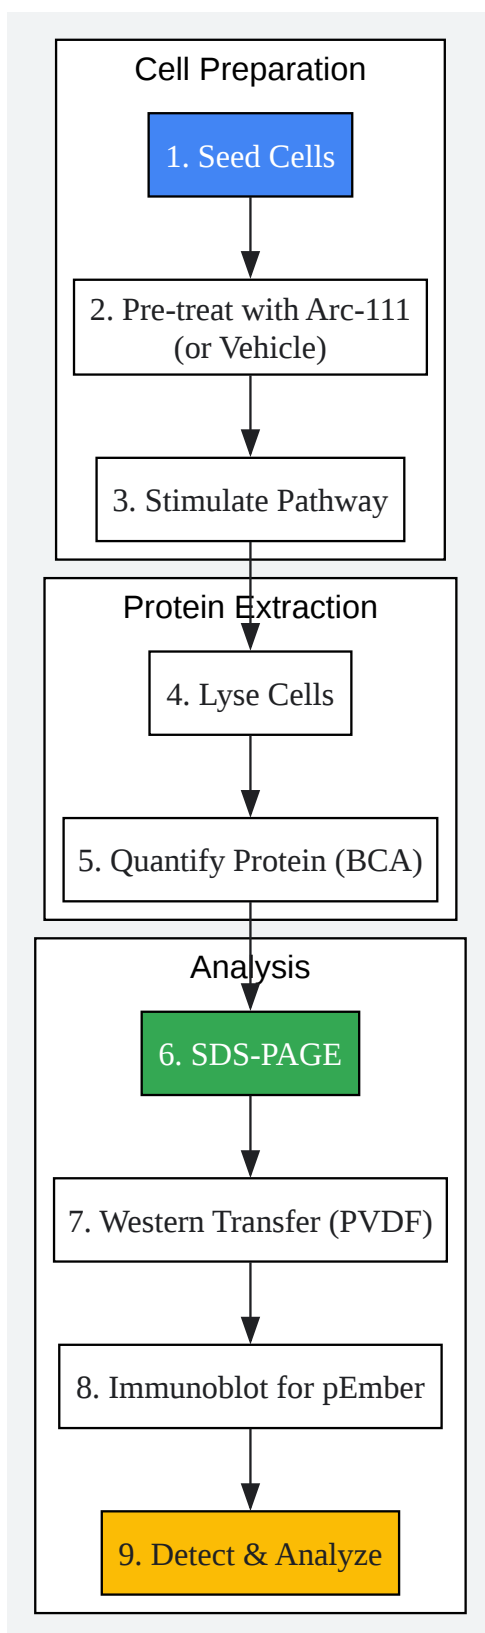 Cell Preparation
1. Seed Cells
2. Pre-treat with Arc-111
(or Vehicle)
3. Stimulate Pathway
Protein Extraction
4. Lyse Cells
5. Quantify Protein (BCA)
Analysis
6. SDS-PAGE
7. Western Transfer (PVDF)
8. Immunoblot for pEmber
9. Detect & Analyze